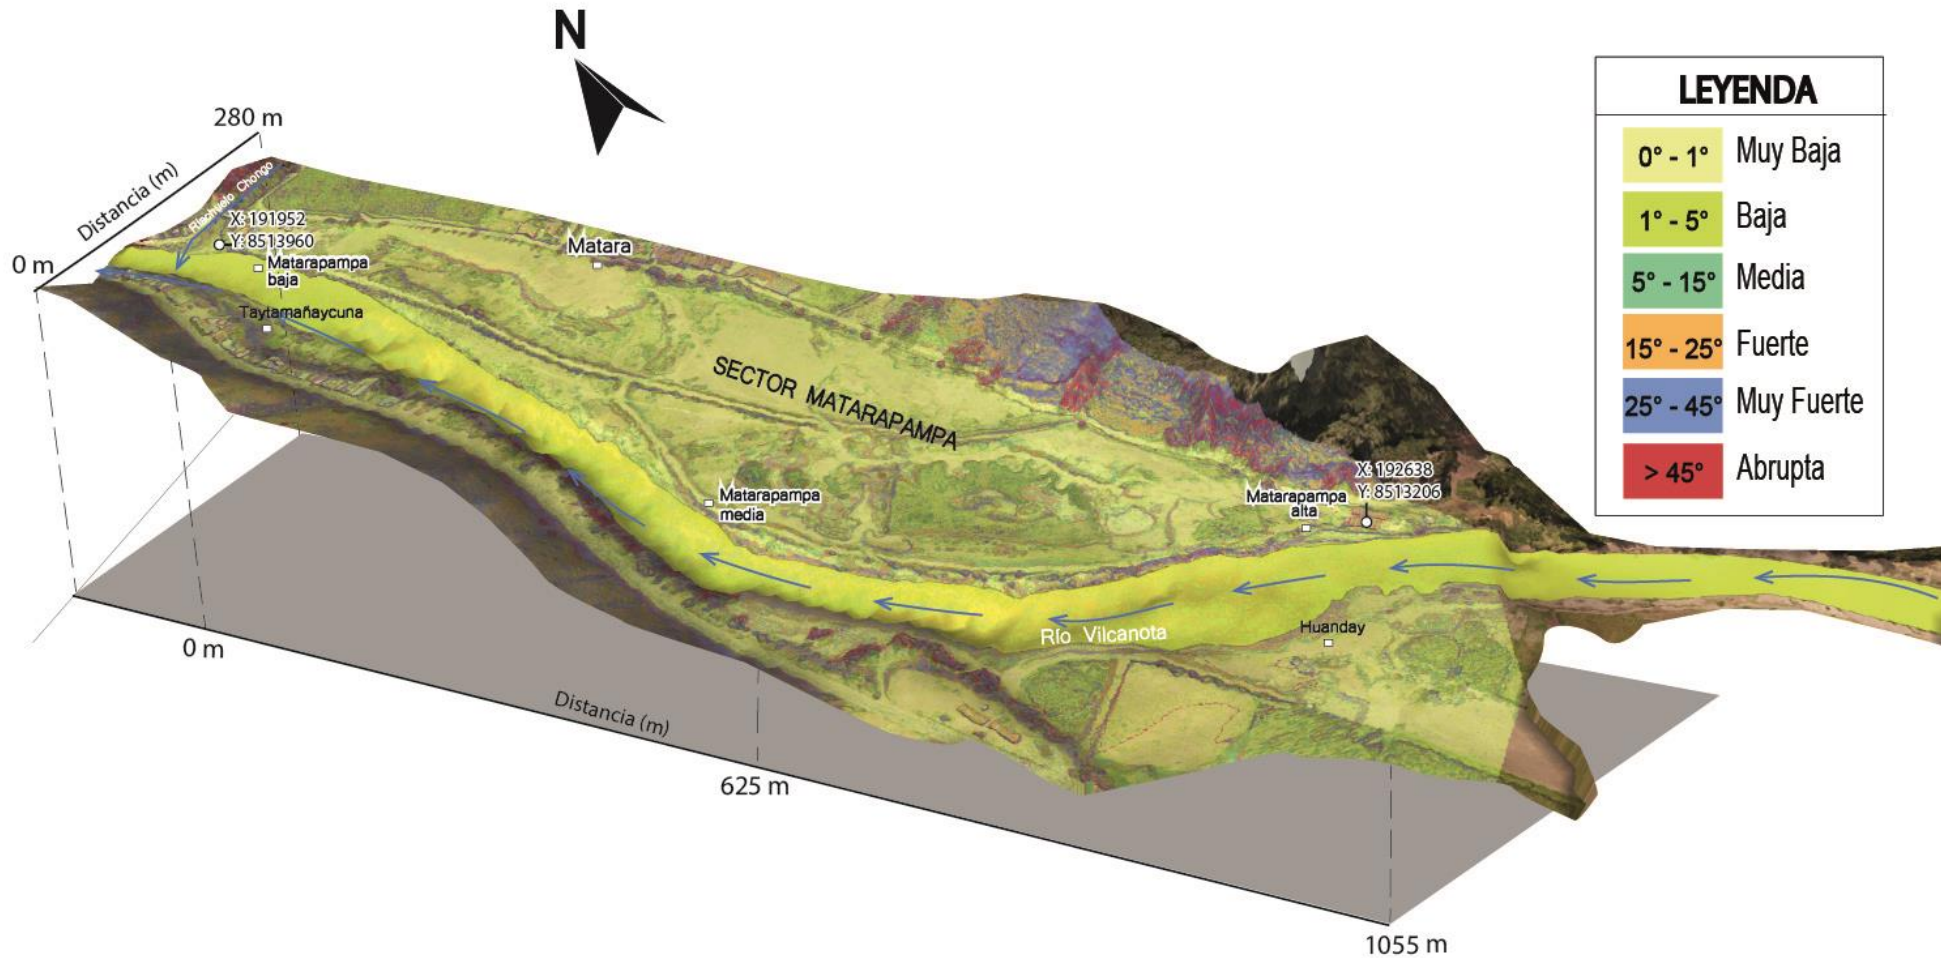 N
280 m
Distancia (m)
0 m
Riachuelo Chongo
X: 191952
Y: 8513960
Matarapampa
baja
Taytamañaycuna
Matara
SECTOR MATARAPAMPA
Matarapampa
media
Matarapampa
alta
X: 192638
Y: 8513206
Río Vilcanota
Huanday
0 m
Distancia (m)
625 m
1055 m
LEYENDA
0° - 1° Muy Baja
1° - 5° Baja
5° - 15° Media
15° - 25° Fuerte
25° - 45° Muy Fuerte
> 45° Abrupta